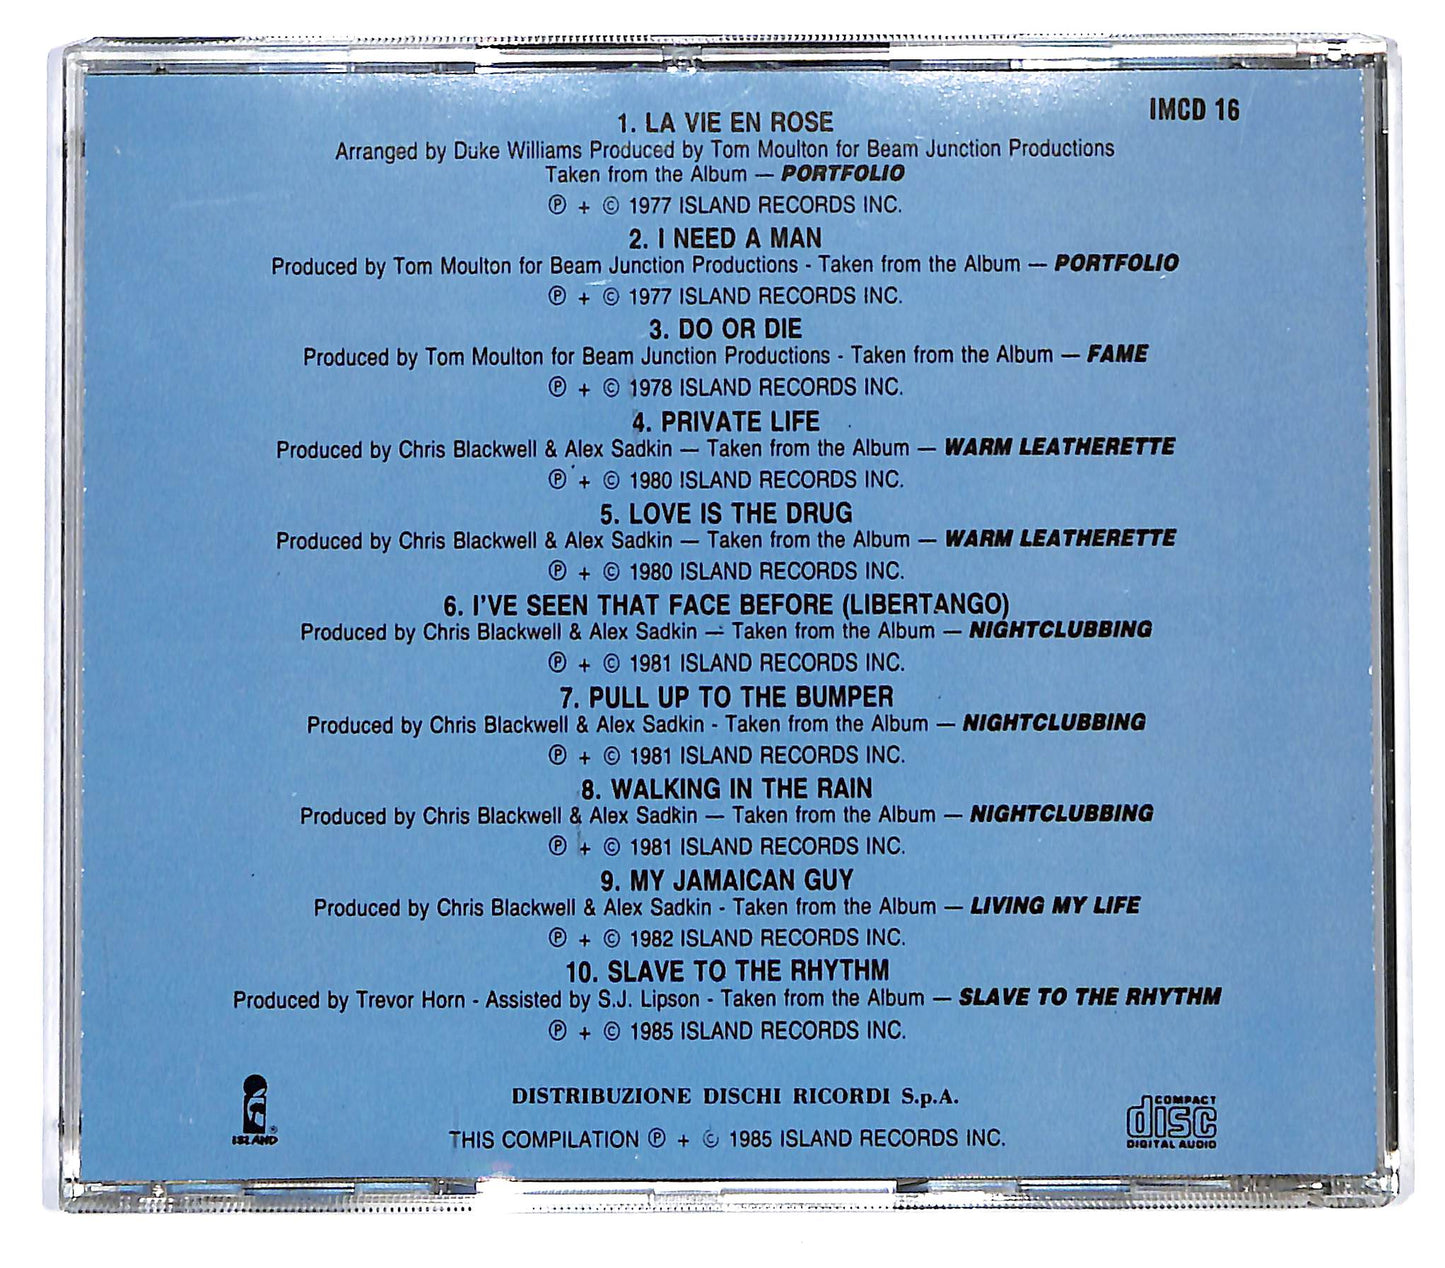 IMCD 16
1. LA VIE EN ROSE
Arranged by Duke Williams Produced by Tom Moulton for Beam Junction Productions
Taken from the Album — PORTFOLIO
℗ + © 1977 ISLAND RECORDS INC.
2. I NEED A MAN
Produced by Tom Moulton for Beam Junction Productions - Taken from the Album — PORTFOLIO
℗ + © 1977 ISLAND RECORDS INC.
3. DO OR DIE
Produced by Tom Moulton for Beam Junction Productions - Taken from the Album — FAME
℗ + © 1978 ISLAND RECORDS INC.
4. PRIVATE LIFE
Produced by Chris Blackwell & Alex Sadkin — Taken from the Album — WARM LEATHERETTE
℗ + © 1980 ISLAND RECORDS INC.
5. LOVE IS THE DRUG
Produced by Chris Blackwell & Alex Sadkin — Taken from the Album — WARM LEATHERETTE
℗ + © 1980 ISLAND RECORDS INC.
6. I'VE SEEN THAT FACE BEFORE (LIBERTANGO)
Produced by Chris Blackwell & Alex Sadkin — Taken from the Album — NIGHTCLUBBING
℗ + © 1981 ISLAND RECORDS INC.
7. PULL UP TO THE BUMPER
Produced by Chris Blackwell & Alex Sadkin - Taken from the Album — NIGHTCLUBBING
℗ + © 1981 ISLAND RECORDS INC.
8. WALKING IN THE RAIN
Produced by Chris Blackwell & Alex Sadkin — Taken from the Album — NIGHTCLUBBING
℗ + © 1981 ISLAND RECORDS INC.
9. MY JAMAICAN GUY
Produced by Chris Blackwell & Alex Sadkin - Taken from the Album — LIVING MY LIFE
℗ + © 1982 ISLAND RECORDS INC.
10. SLAVE TO THE RHYTHM
Produced by Trevor Horn - Assisted by S.J. Lipson - Taken from the Album — SLAVE TO THE RHYTHM
℗ + © 1985 ISLAND RECORDS INC.
ISLAND ®
DISTRIBUZIONE DISCHI RICORDI S.p.A.
THIS COMPILATION ℗ + © 1985 ISLAND RECORDS INC.
COMPACT
disc
DIGITAL AUDIO